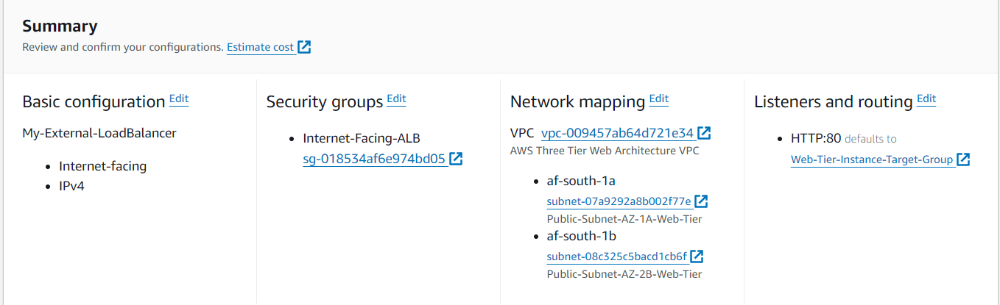 Summary
Review and confirm your configurations. Estimate cost
Basic configuration Edit
My-External-LoadBalancer
Internet-facing
IPv4
Security groups Edit
Internet-Facing-ALB
sg-018534af6e974bd05
Network mapping Edit
VPC vpc-009457ab64d721e34
AWS Three Tier Web Architecture VPC
af-south-1a
subnet-07a9292a8b002f77e
Public-Subnet-AZ-1A-Web-Tier
af-south-1b
subnet-08c325c5bacd1cb6f
Public-Subnet-AZ-2B-Web-Tier
Listeners and routing Edit
HTTP:80 defaults to
Web-Tier-Instance-Target-Group